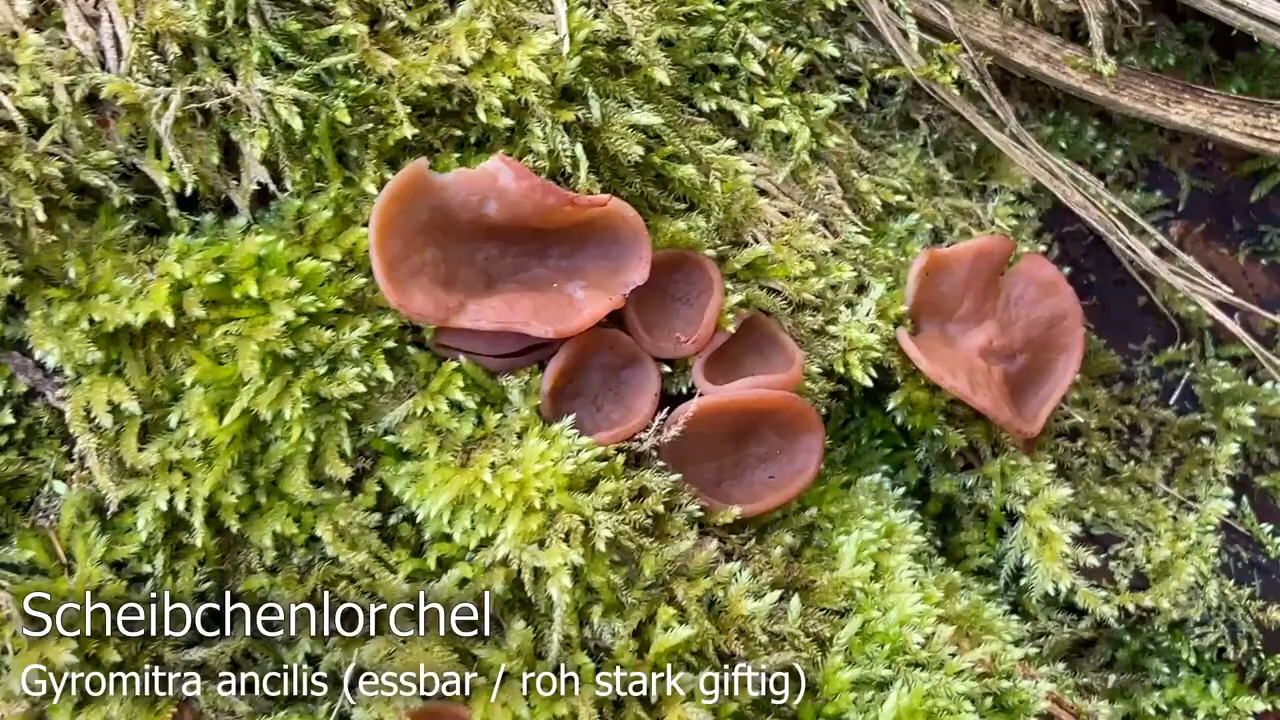 Scheibchenlorchel
Gyromitra ancilis (essbar / roh stark giftig)